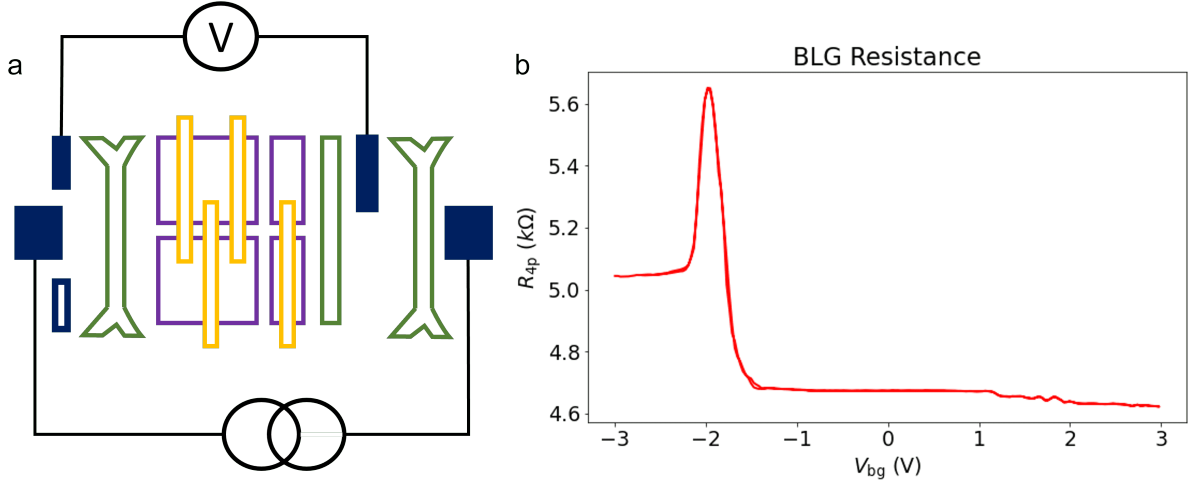 a
V
b
BLG Resistance
R4p (kΩ)
5.6
5.4
5.2
5.0
4.8
4.6
−3 −2 −1 0 1 2 3
Vbg (V)